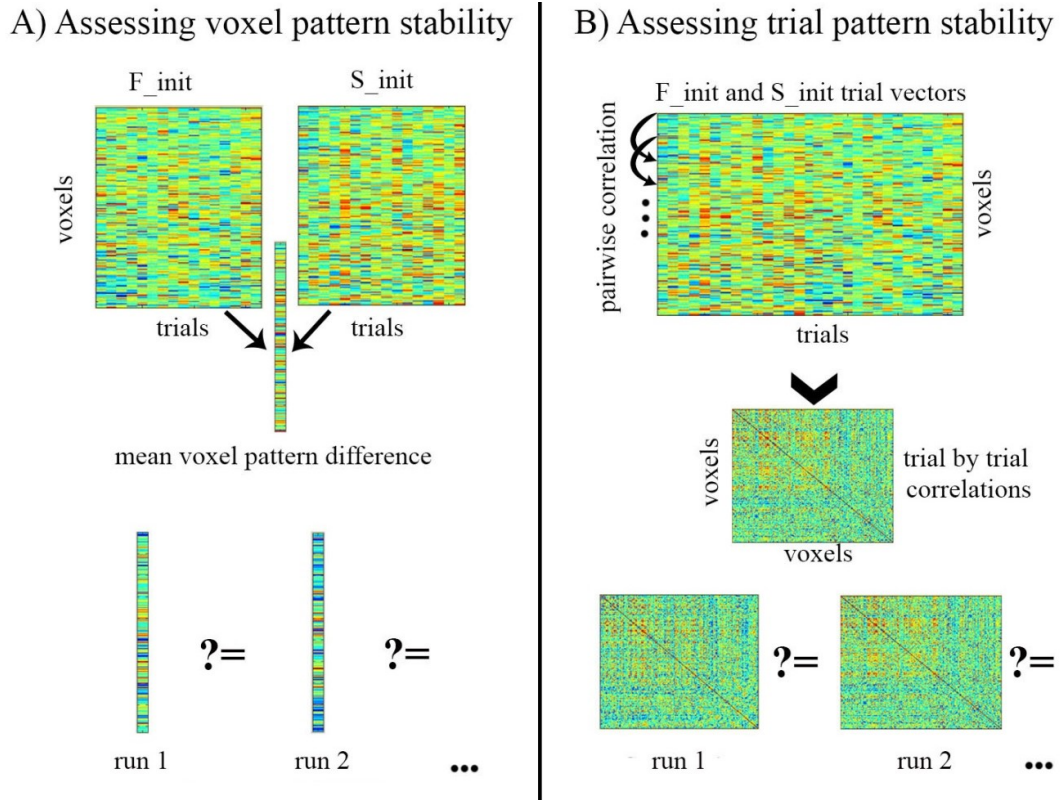 A) Assessing voxel pattern stability
F_init
S_init
voxels
trials
trials
mean voxel pattern difference
?=
?=
run 1
run 2
...
B) Assessing trial pattern stability
F_init and S_init trial vectors
pairwise correlation
...
voxels
trials
voxels
trial by trial
correlations
voxels
?=
?=
run 1
run 2
...